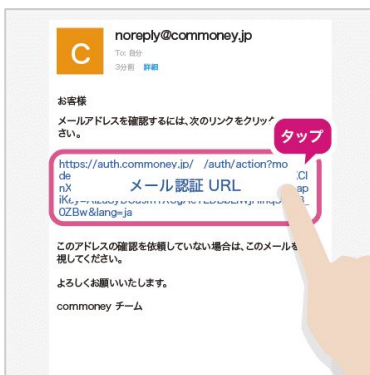 C
noreply@commoney.jp
To: 自分
3分前 詳細
お客様
メールアドレスを確認するには、次のリンクをクリック
さい。
タップ
https://auth.commoney.jp/ /auth/action?mo
de
nX
メール認証 URL
0ZBw&lang=ja
このアドレスの確認を依頼していない場合は、このメールを
視してください。
よろしくお願いいたします。
commoney チーム